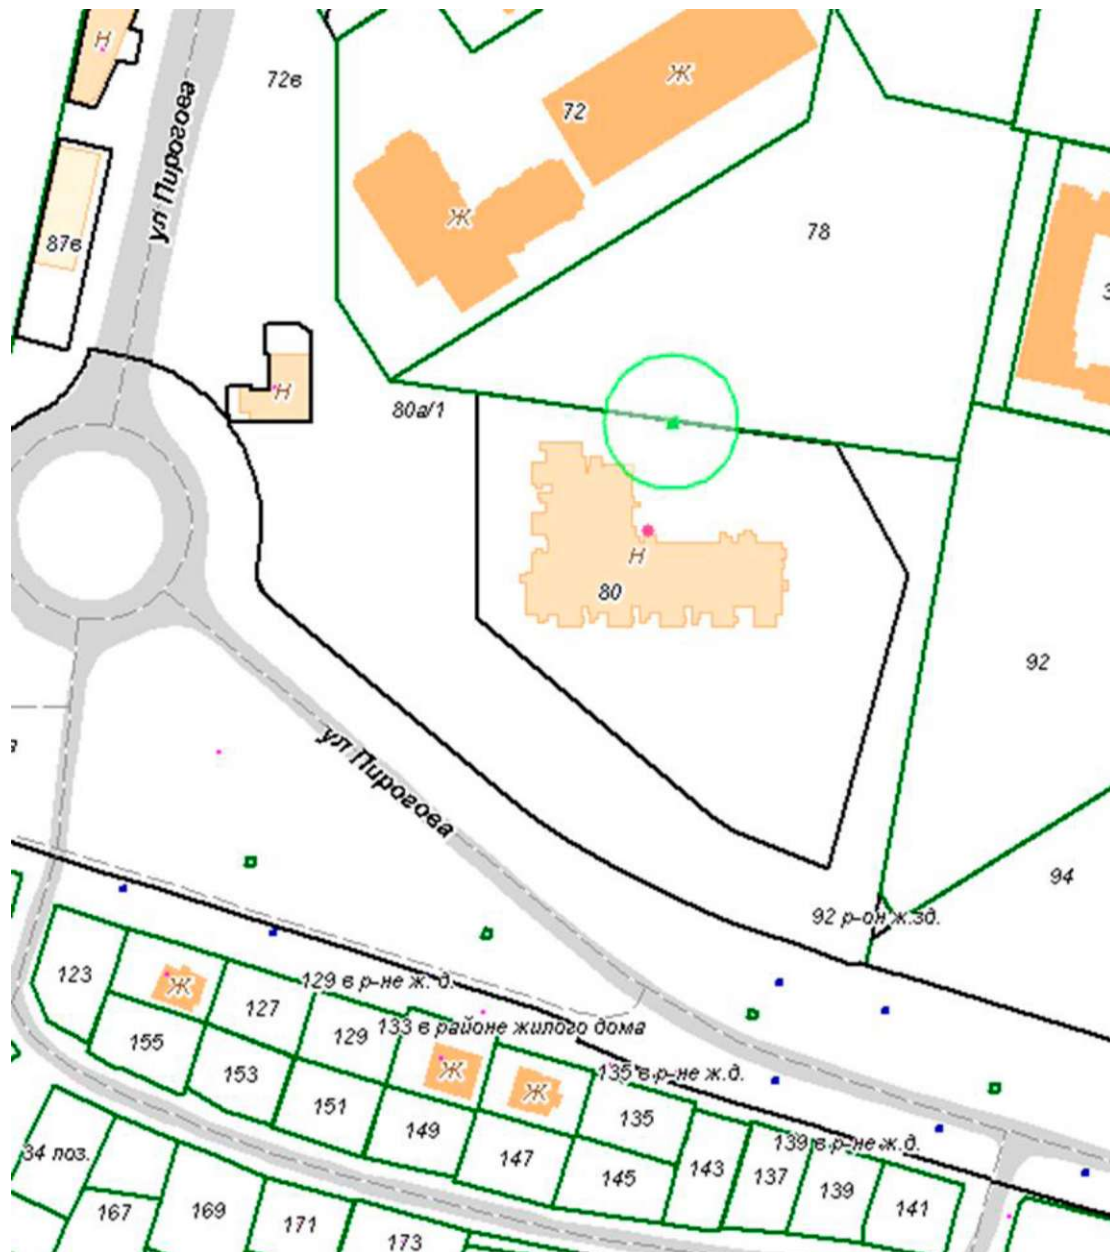 Н
72в
Ж
72
ул Пирогова
Ж
78
87в
Н
80а/1
Н
80
92
ул Пирогова
94
92 р-он ж.зд.
123
Ж
129 в р-не ж. д.
127
133 в районе жилого дома
129
155
153
Ж
135 в р-не ж.д.
Ж
151
135
149
139 в р-не ж.д.
147
145
143
137
139
141
34 поз.
167
169
171
173